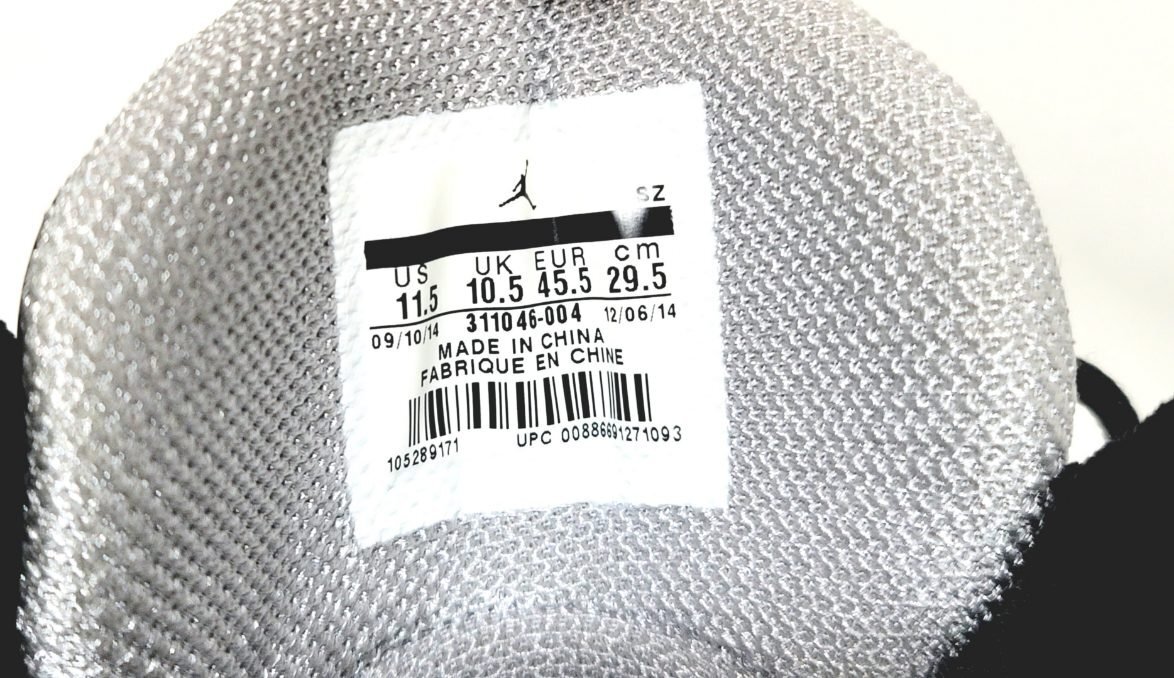 SZ
US UK EUR cm
11.5 10.5 45.5 29.5
09/10/14 311046-004 12/06/14
MADE IN CHINA
FABRIQUE EN CHINE
105289171 UPC 00886691271093